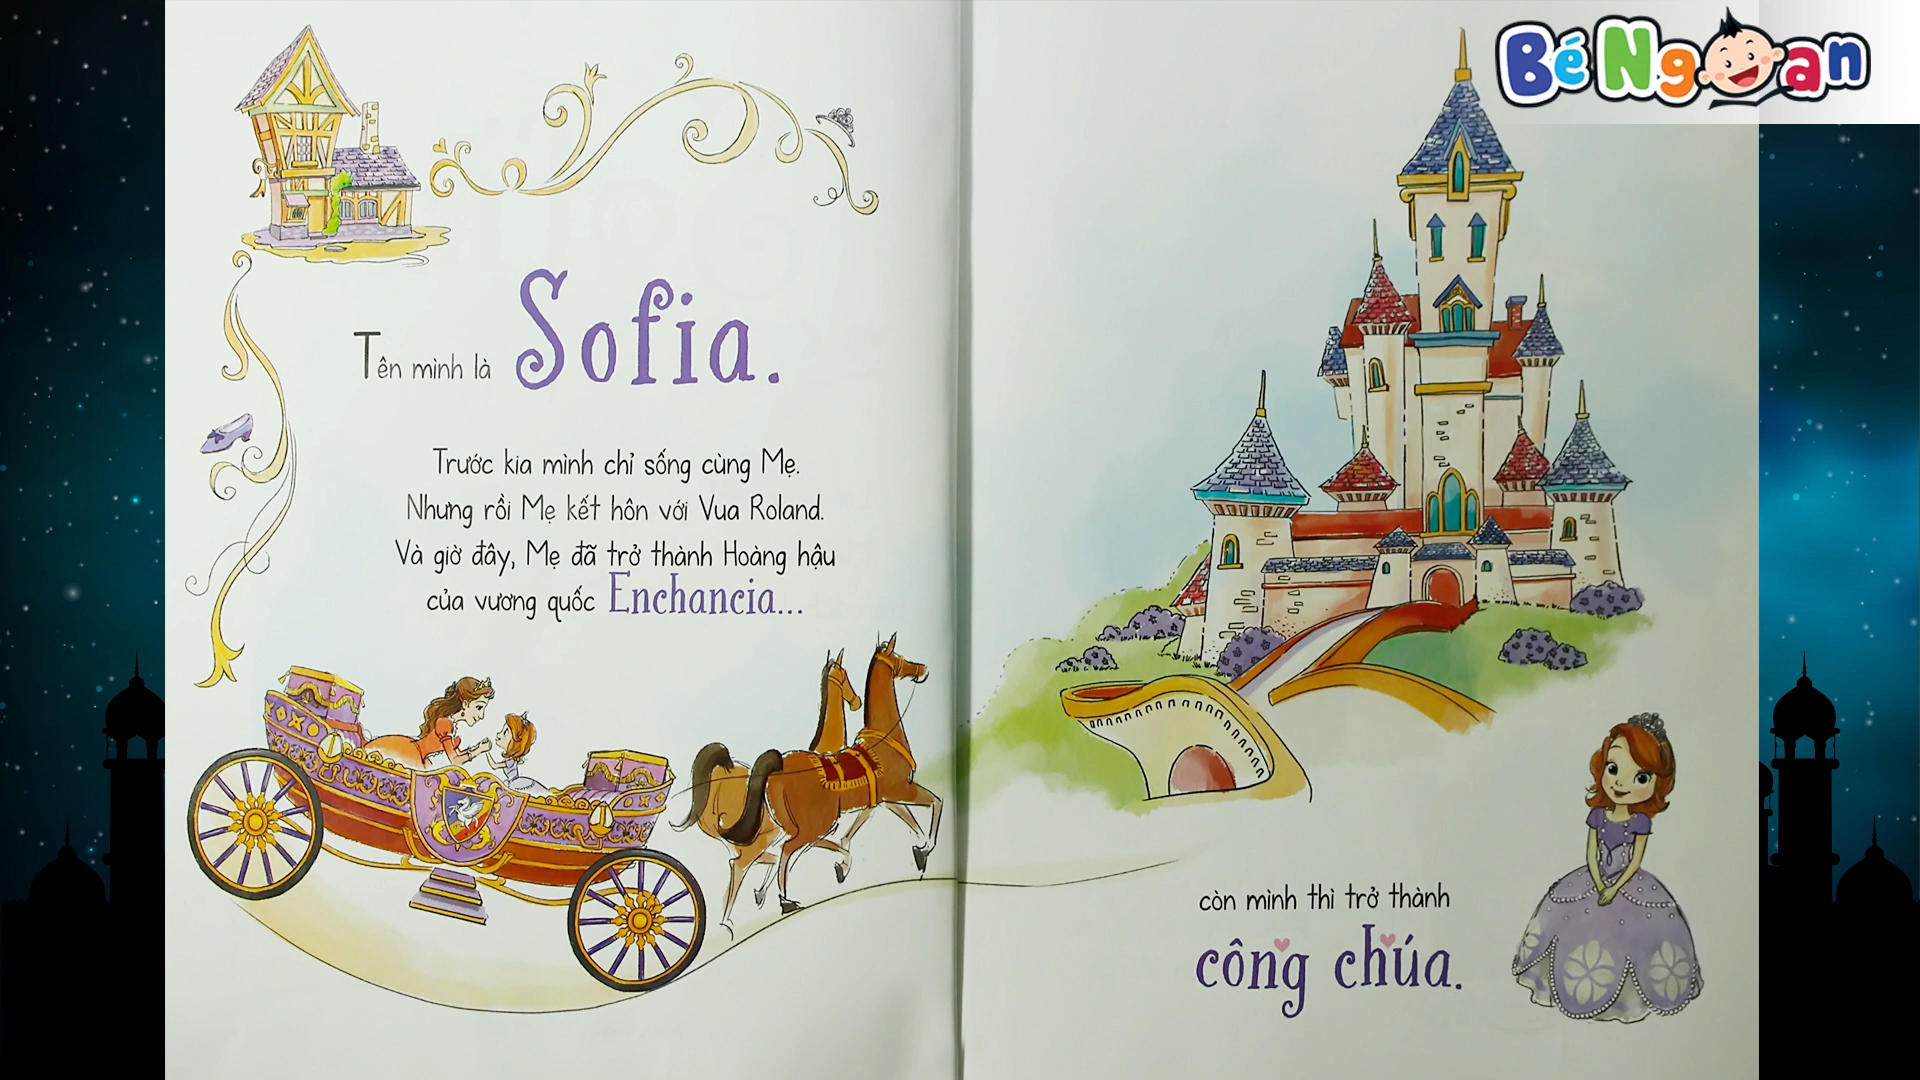 Bé Ngoan
Tên mình là Sofia.
Trước kia mình chỉ sống cùng Mẹ.
Nhưng rồi Mẹ kết hôn với Vua Roland.
Và giờ đây, Mẹ đã trở thành Hoàng hậu
của vương quốc Enchancia...
còn mình thì trở thành
công chúa.